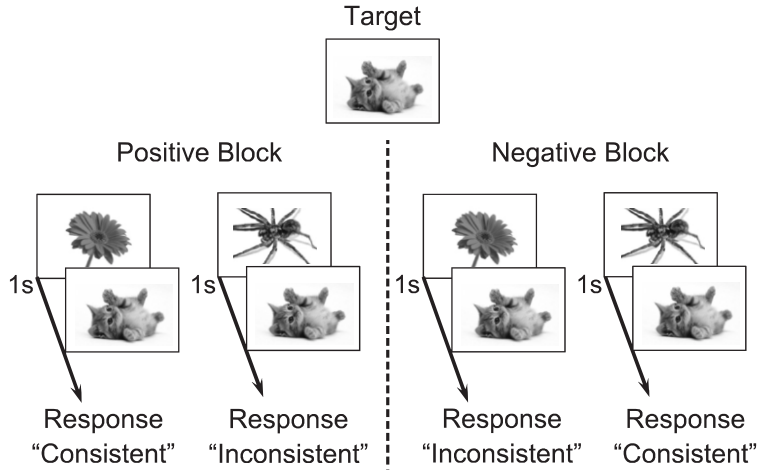 Target
Positive Block
Negative Block
1s
1s
1s
1s
Response
“Consistent”
Response
“Inconsistent”
Response
“Inconsistent”
Response
“Consistent”